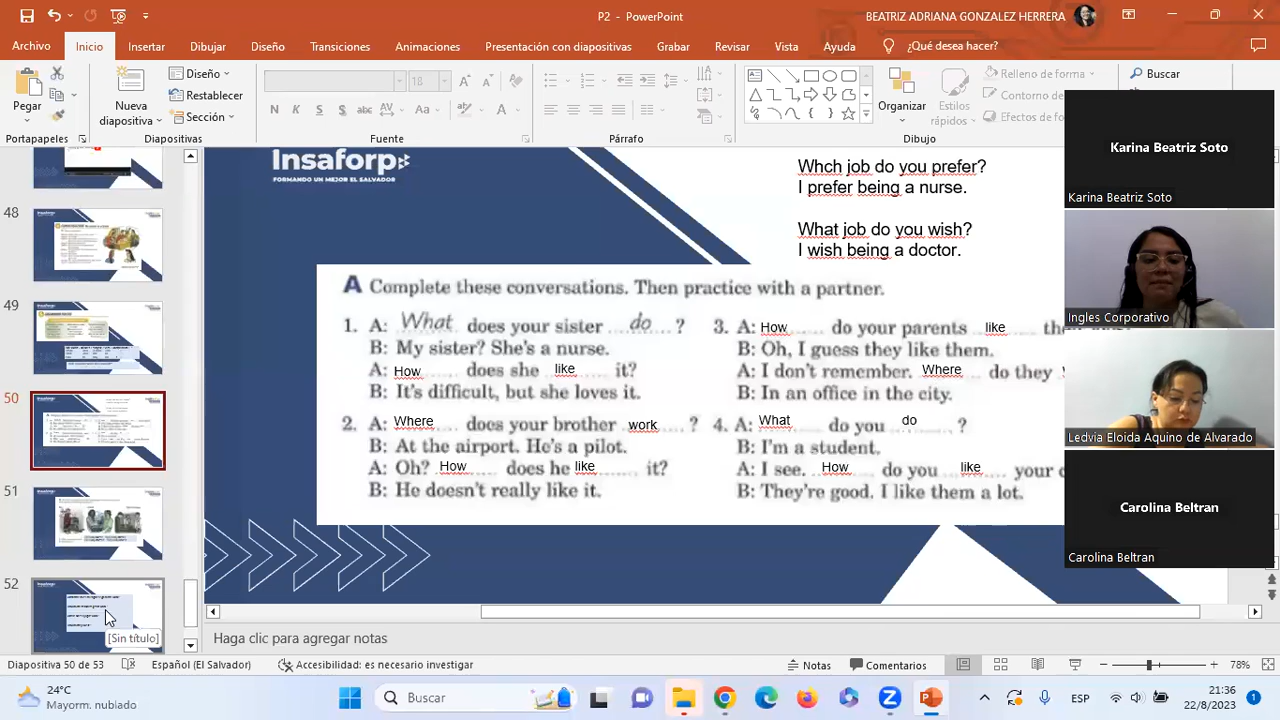 P2 - PowerPoint
BEATRIZ ADRIANA GONZALEZ HERRERA
Archivo Inicio Insertar Dibujar Diseño Transiciones Animaciones Presentación con diapositivas Grabar Revisar Vista Ayuda ¿Qué desea hacer?
Pegar
Nueva diapositiva
Diseño
Restablecer
Sección
18
N K S abc AV Aa A
Organizar
Estilos rápidos
Relleno de forma
Contorno de
Efectos de fo
Buscar
Portapapeles Diapositivas Fuente Párrafo Dibujo
48
49
50
51
52
[Sin título]
Insaforp
FORMANDO UN MEJOR EL SALVADOR
Whch job do you prefer?
I prefer being a nurse.
What job do you wish?
I wish being a doctor.
A Complete these conversations. Then practice with a partner.
1. A: What does your sister do ?
B: My sister? She's a nurse.
A: How does she like it?
B: It's difficult, but she loves it.
2. A: Where does your brother work ?
B: At the airport. He's a pilot.
A: Oh? How does he like it?
B: He doesn't really like it.
3. A: How do your parents like
B: Oh, I guess they like them.
A: I don't remember. Where do they
B: In an office in the city.
4. A: What do you do ?
B: I'm a student.
A: I see. How do you like your
B: They're good. I like them a lot.
Karina Beatriz Soto
Karina Beatriz Soto
Ingles Corporativo
Ledvia Eloida Aquino de Alvarado
Carolina Beltran
Carolina Beltran
Haga clic para agregar notas
Diapositiva 50 de 53 Español (El Salvador) Accesibilidad: es necesario investigar Notas Comentarios 78%
24°C
Mayorm. nublado
Buscar
ESP
21:36
22/8/2023
1